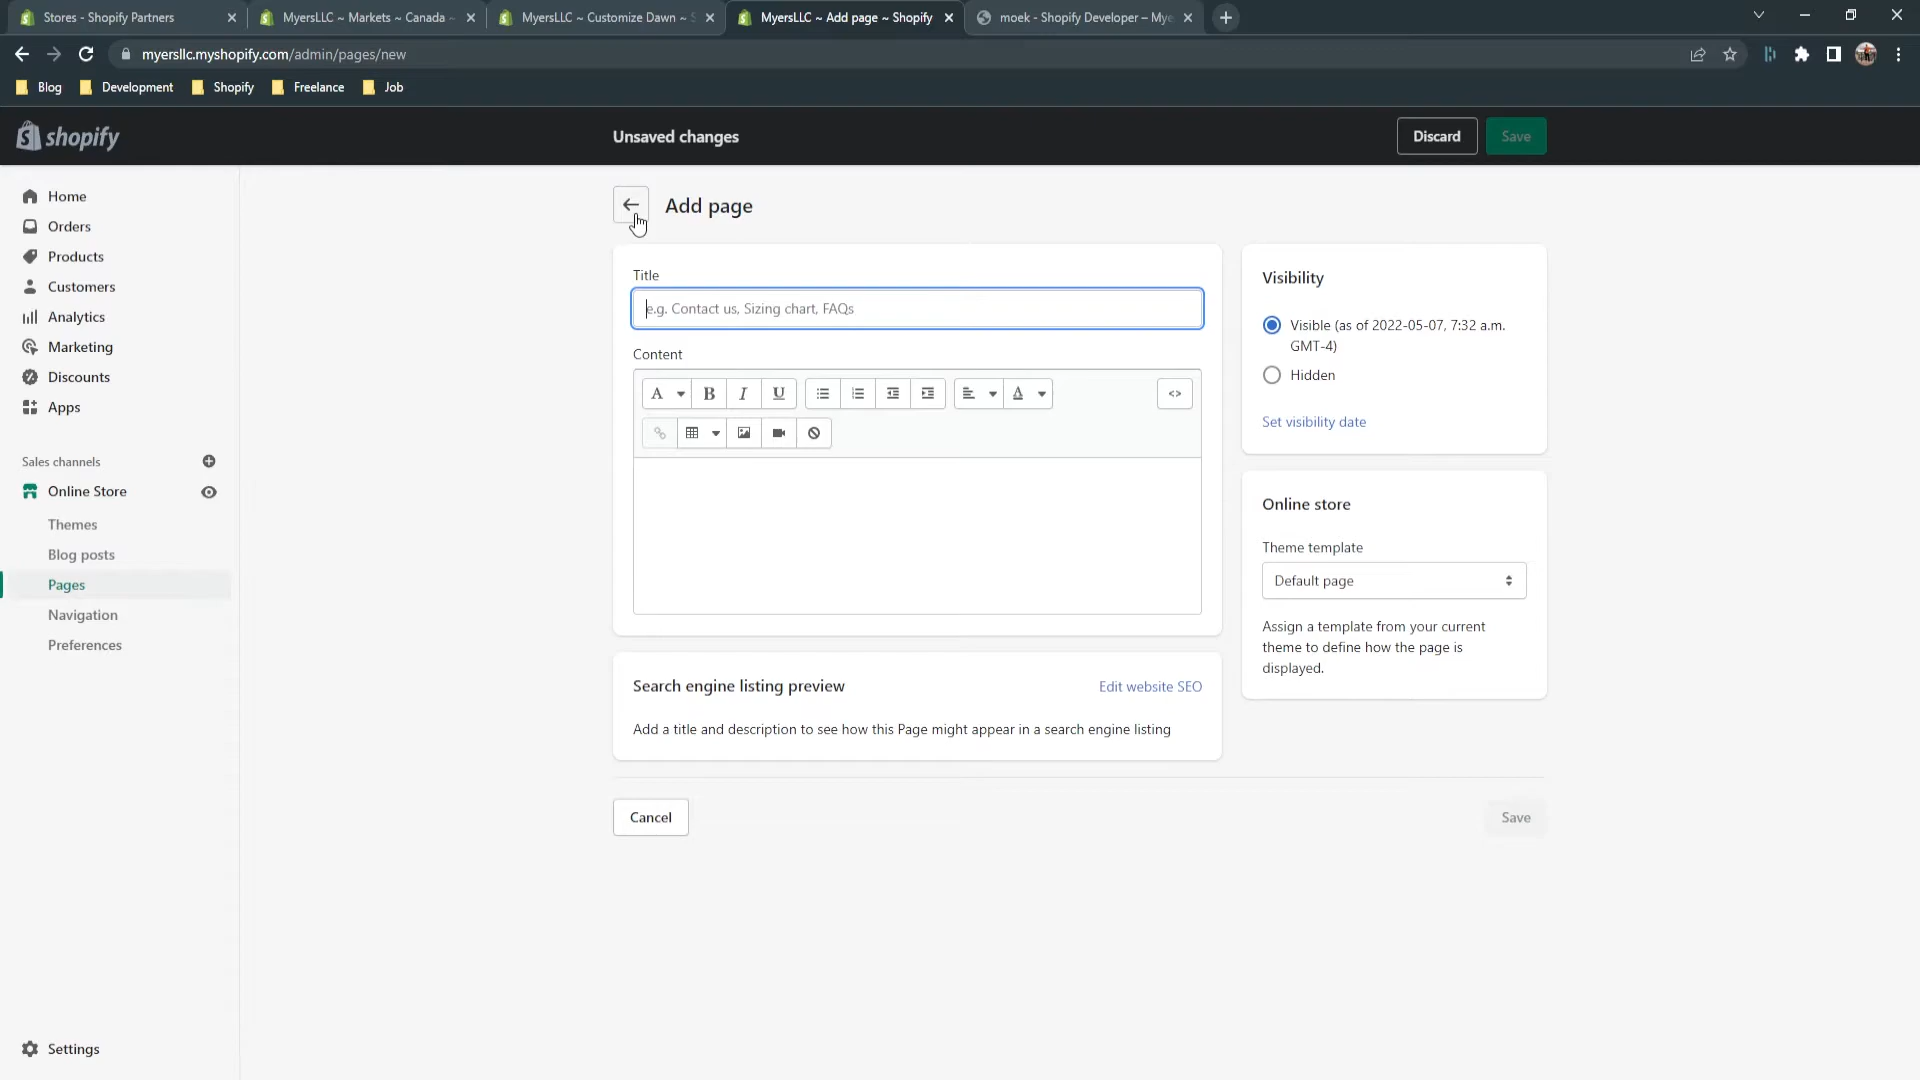 Stores - Shopify Partners
MyersLLC ~ Markets ~ Canada ~
MyersLLC ~ Customize Dawn ~ S
MyersLLC ~ Add page ~ Shopify
moek - Shopify Developer – Mye
myersllc.myshopify.com/admin/pages/new
Blog
Development
Shopify
Freelance
Job
shopify
Unsaved changes
Discard
Save
Home
Orders
Products
Customers
Analytics
Marketing
Discounts
Apps
Sales channels
Online Store
Themes
Blog posts
Pages
Navigation
Preferences
Settings
Add page
Title
e.g. Contact us, Sizing chart, FAQs
Content
A
B
I
U
A
<>
Search engine listing preview
Edit website SEO
Add a title and description to see how this Page might appear in a search engine listing
Cancel
Save
Visibility
Visible (as of 2022-05-07, 7:32 a.m.
GMT-4)
Hidden
Set visibility date
Online store
Theme template
Default page
Assign a template from your current
theme to define how the page is
displayed.